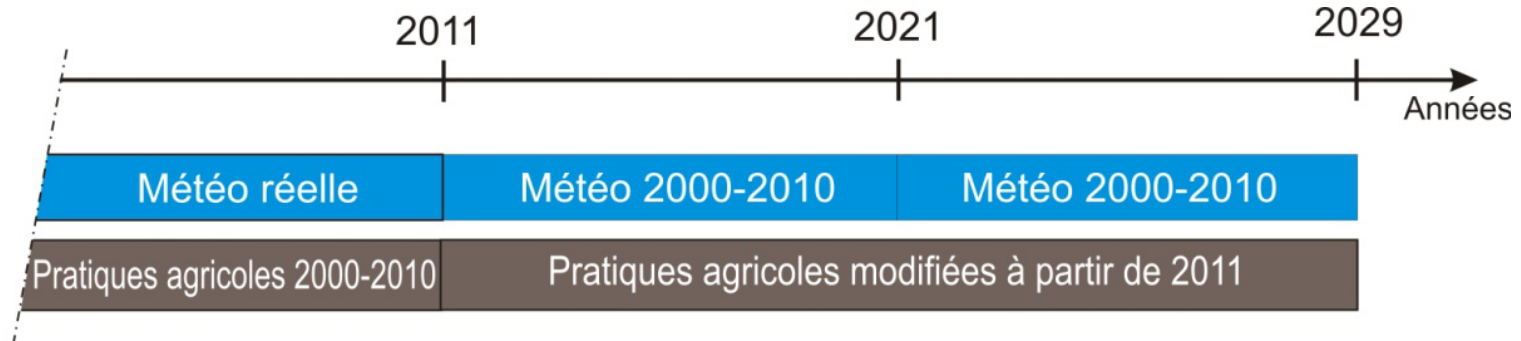 2011 2021 2029
Années
Météo réelle Météo 2000-2010 Météo 2000-2010
Pratiques agricoles 2000-2010 Pratiques agricoles modifiées à partir de 2011